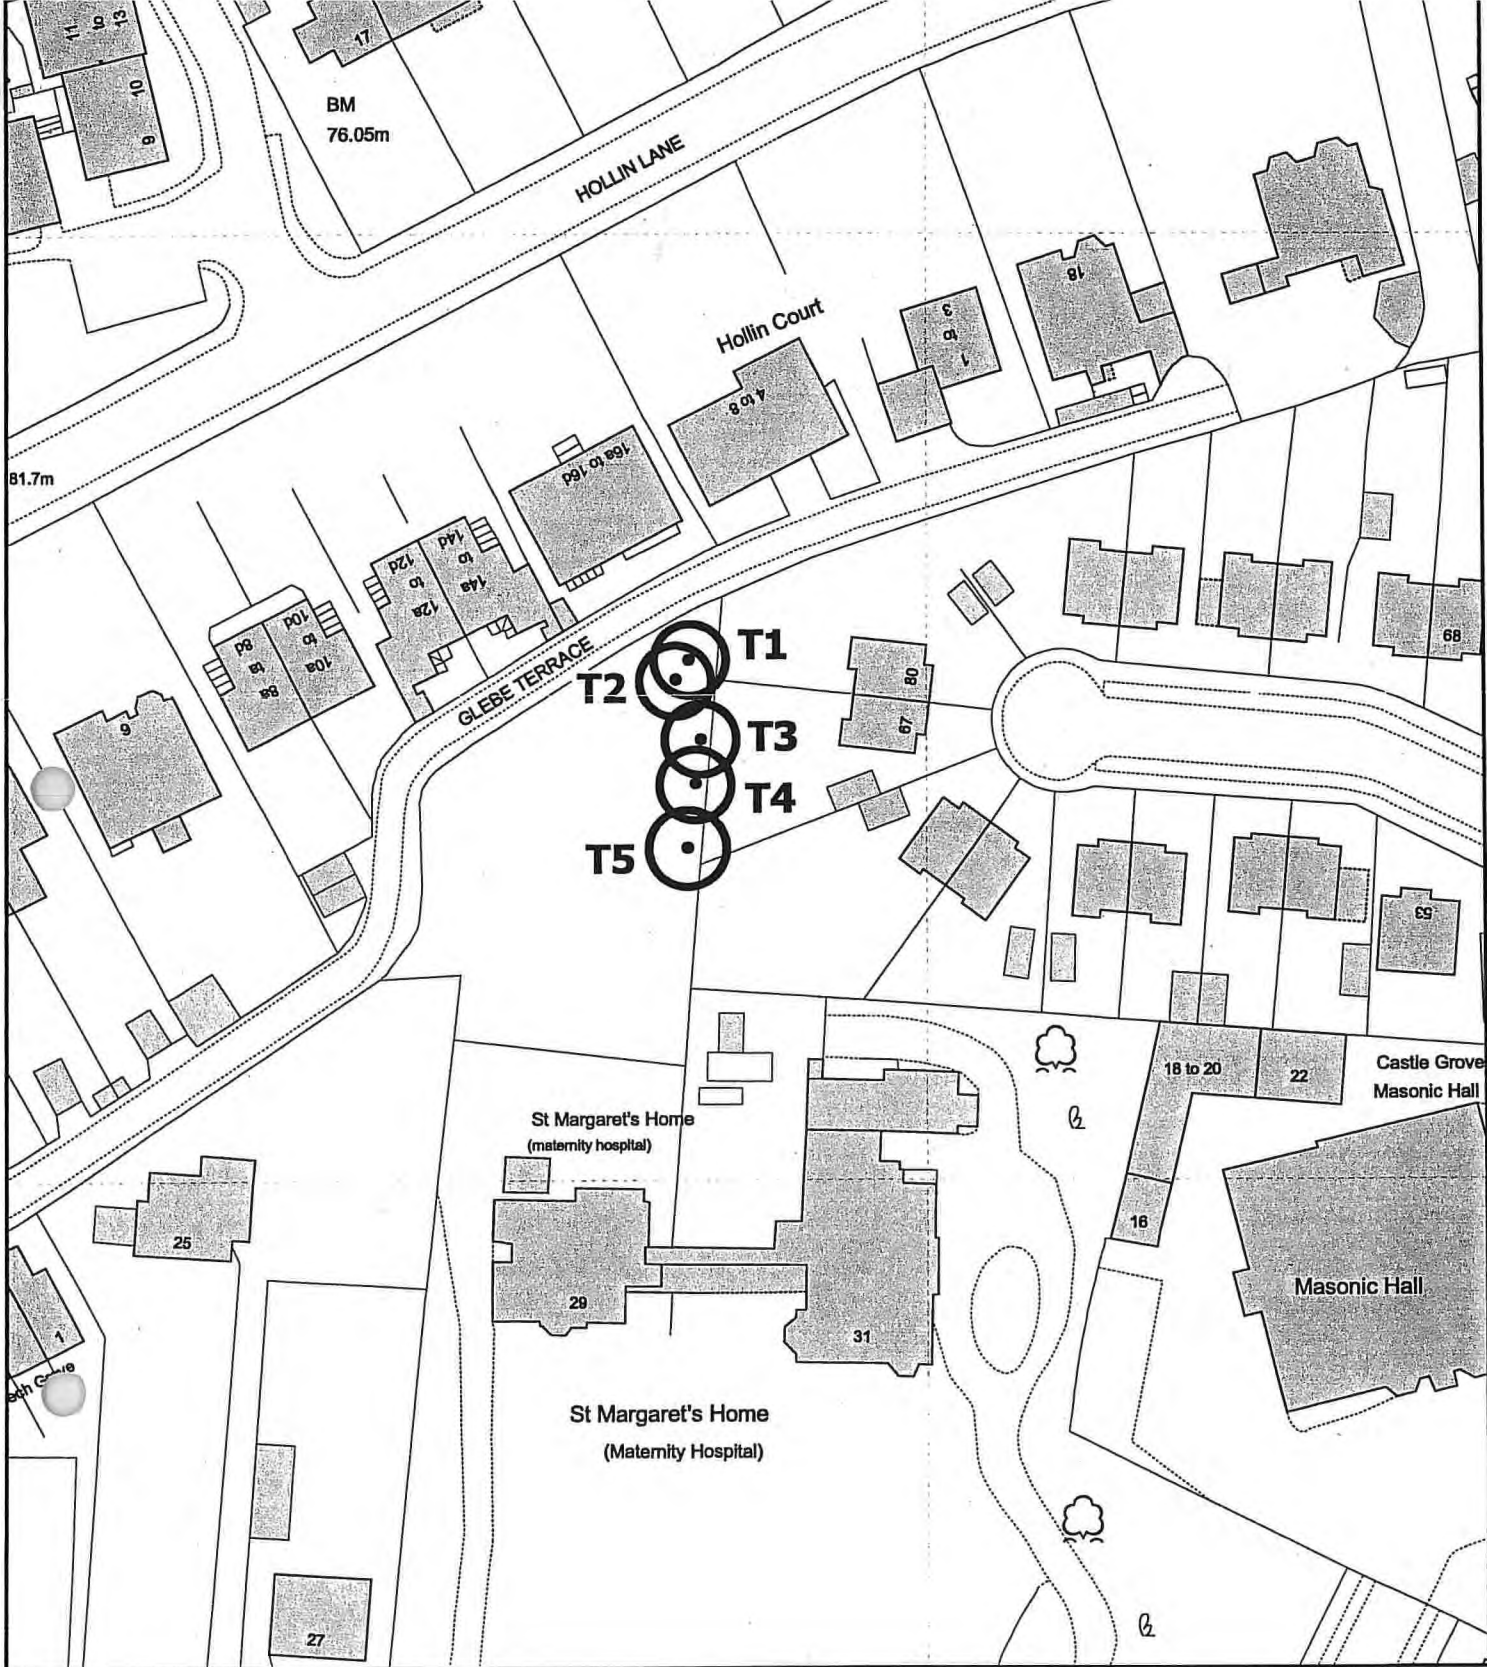 11
to
13
10
9
17
BM
76.05m
HOLLIN LANE
81.7m
Hollin Court
18
3
to
1
4 to 8
16a to 16d
14d
to
14a
12d
to
12a
10d
to
10a
8d
8a
GLEBE TERRACE
T1
T2
T3
T4
T5
80
67
68
53
St Margaret's Home
(maternity hospital)
18 to 20
22
Castle Grove
Masonic Hall
16
Masonic Hall
25
29
31
1
St Margaret's Home
(Maternity Hospital)
27